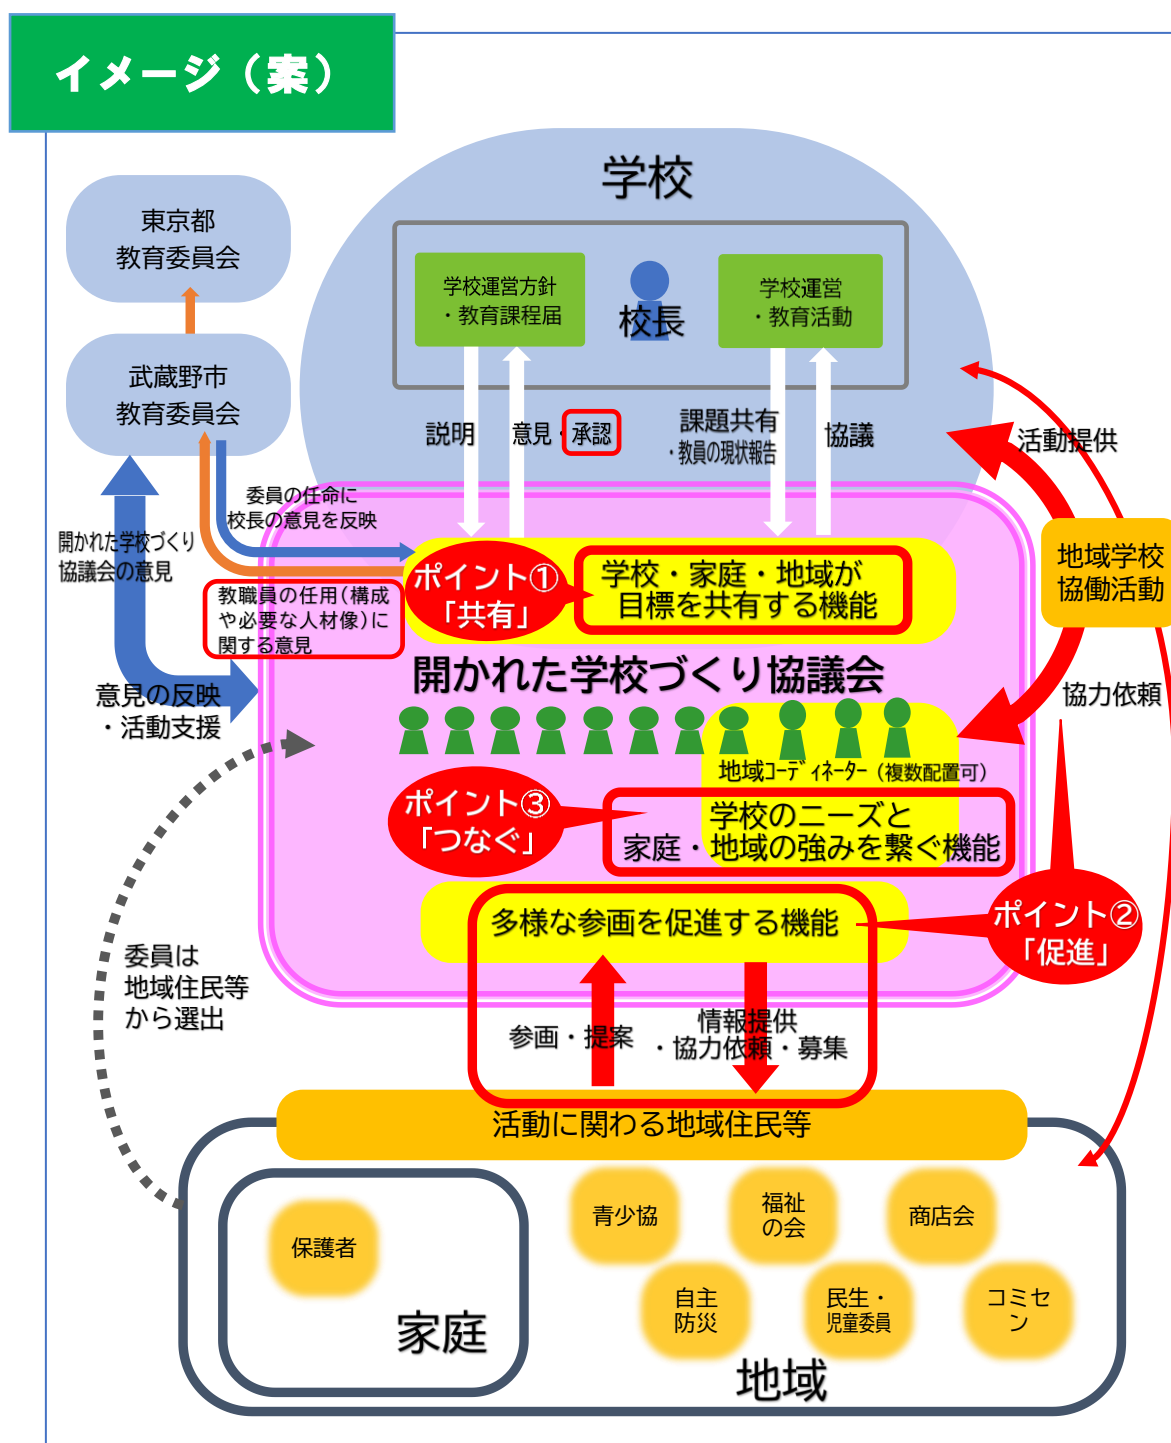 イメージ（案）
学校
東京都
教育委員会
学校運営方針
・教育課程届
校長
学校運営
・教育活動
武蔵野市
教育委員会
説明
意見・承認
課題共有
・教員の現状報告
協議
活動提供
委員の任命に
校長の意見を反映
開かれた学校づくり
協議会の意見
地域学校
協働活動
ポイント①
「共有」
学校・家庭・地域が
目標を共有する機能
教職員の任用（構成
や必要な人材像）に
関する意見
開かれた学校づくり協議会
意見の反映
・活動支援
協力依頼
地域ｺｰﾃﾞｨﾈｰﾀｰ（複数配置可）
ポイント③
「つなぐ」
学校のニーズと
家庭・地域の強みを繋ぐ機能
多様な参画を促進する機能
ポイント②
「促進」
委員は
地域住民等
から選出
参画・提案
情報提供
・協力依頼・募集
活動に関わる地域住民等
保護者
家庭
青少協
福祉
の会
商店会
自主
防災
民生・
児童委員
コミセ
ン
地域